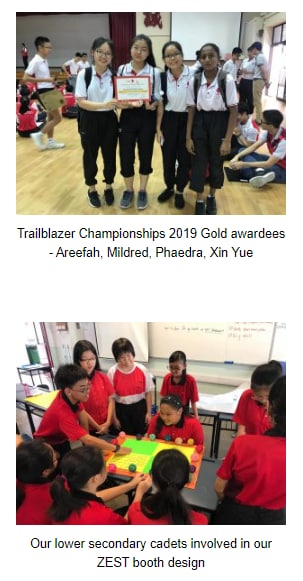 Trailblazer Championships 2019 Gold awardees
- Areefah, Mildred, Phaedra, Xin Yue
Our lower secondary cadets involved in our
ZEST booth design